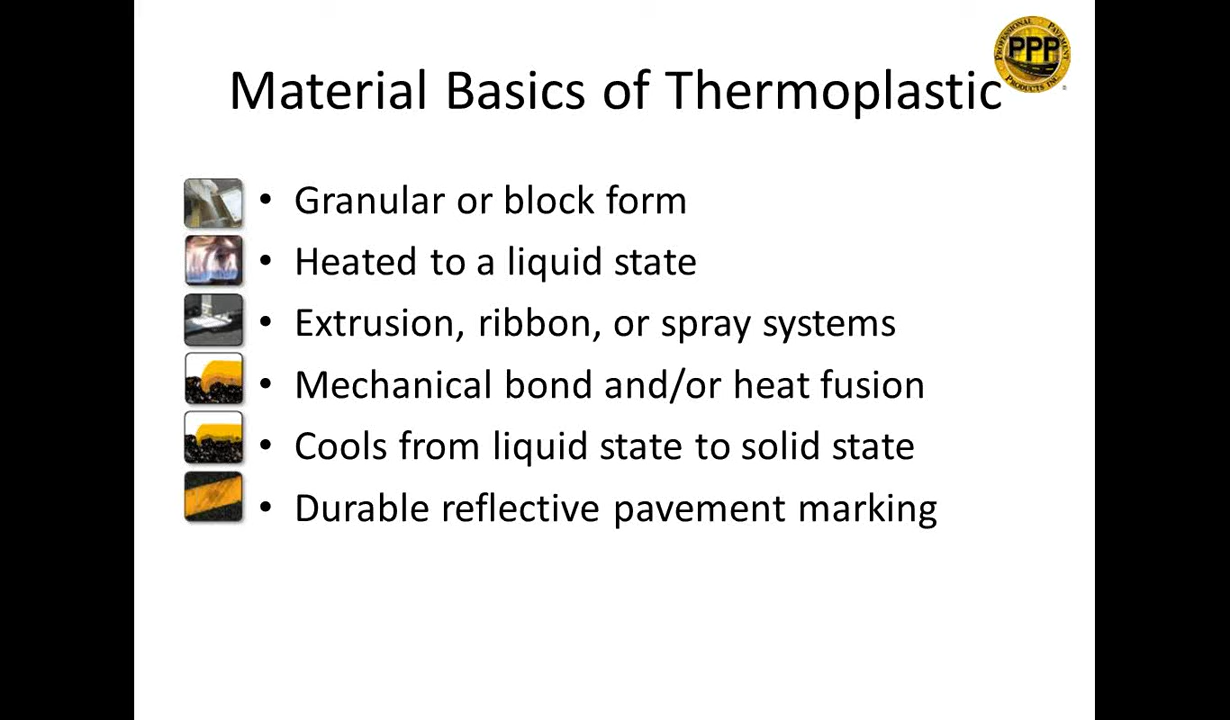 PROFESSIONAL PAVEMENT
PPP
PRODUCTS INC.
®
Material Basics of Thermoplastic
• Granular or block form
• Heated to a liquid state
• Extrusion, ribbon, or spray systems
• Mechanical bond and/or heat fusion
• Cools from liquid state to solid state
• Durable reflective pavement marking